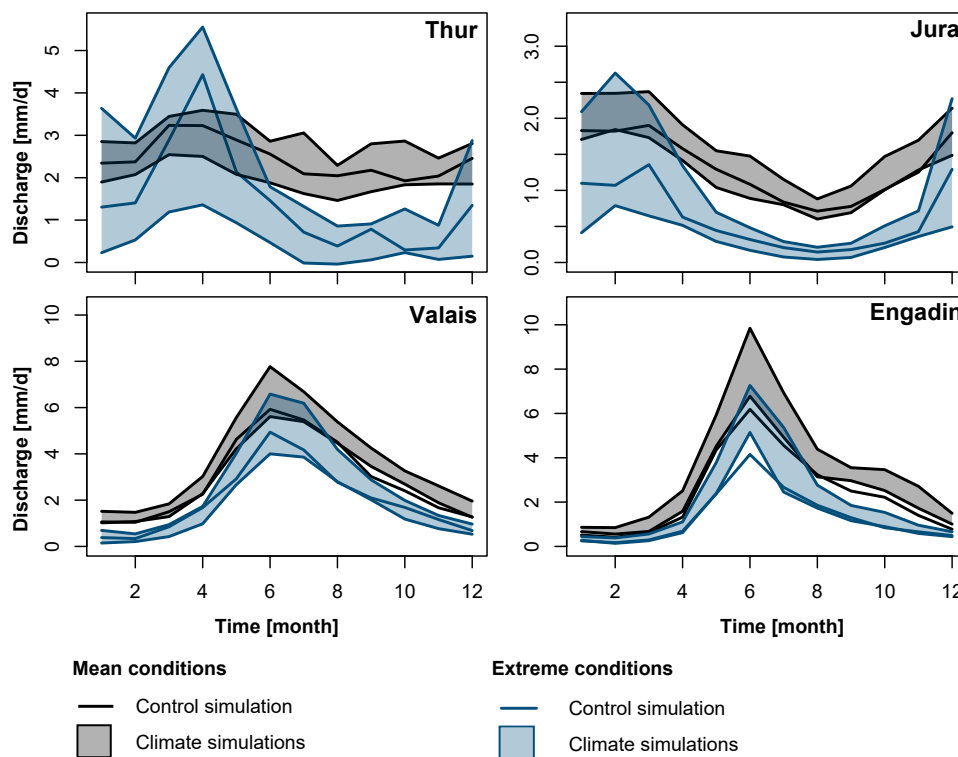 Thur
Jura
Discharge [mm/d]
0 1 2 3 4 5
0.0 1.0 2.0 3.0
Valais
Engadin
Discharge [mm/d]
0 2 4 6 8 10
0 2 4 6 8 10
2 4 6 8 10 12
2 4 6 8 10 12
Time [month]
Time [month]
Mean conditions
Control simulation
Climate simulations
Extreme conditions
Control simulation
Climate simulations